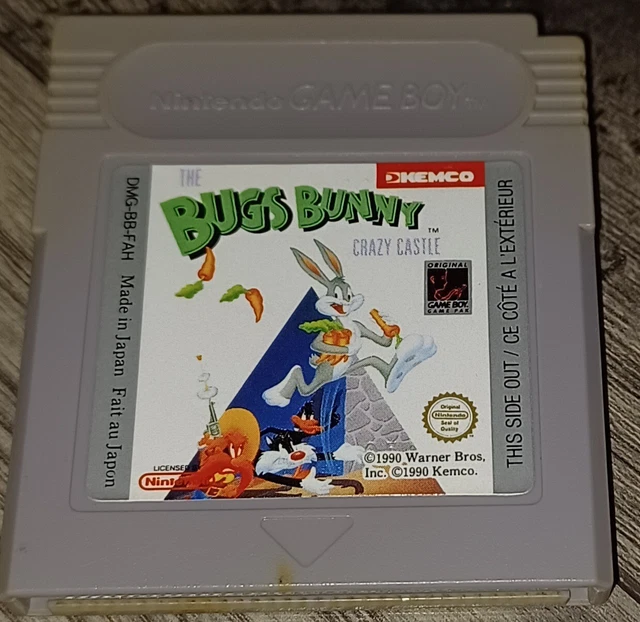 Nintendo GAME BOY TM
THE
KEMCO
BUGS BUNNY
TM
CRAZY CASTLE
ORIGINAL
GAME BOY
GAME PAK
DMG-BB-FAH Made in Japan Fait au Japon
THIS SIDE OUT / CE CÔTÉ A L'EXTÉRIEUR
Original
Nintendo
Seal of
Quality
©1990 Warner Bros,
Inc. ©1990 Kemco.
LICENSED